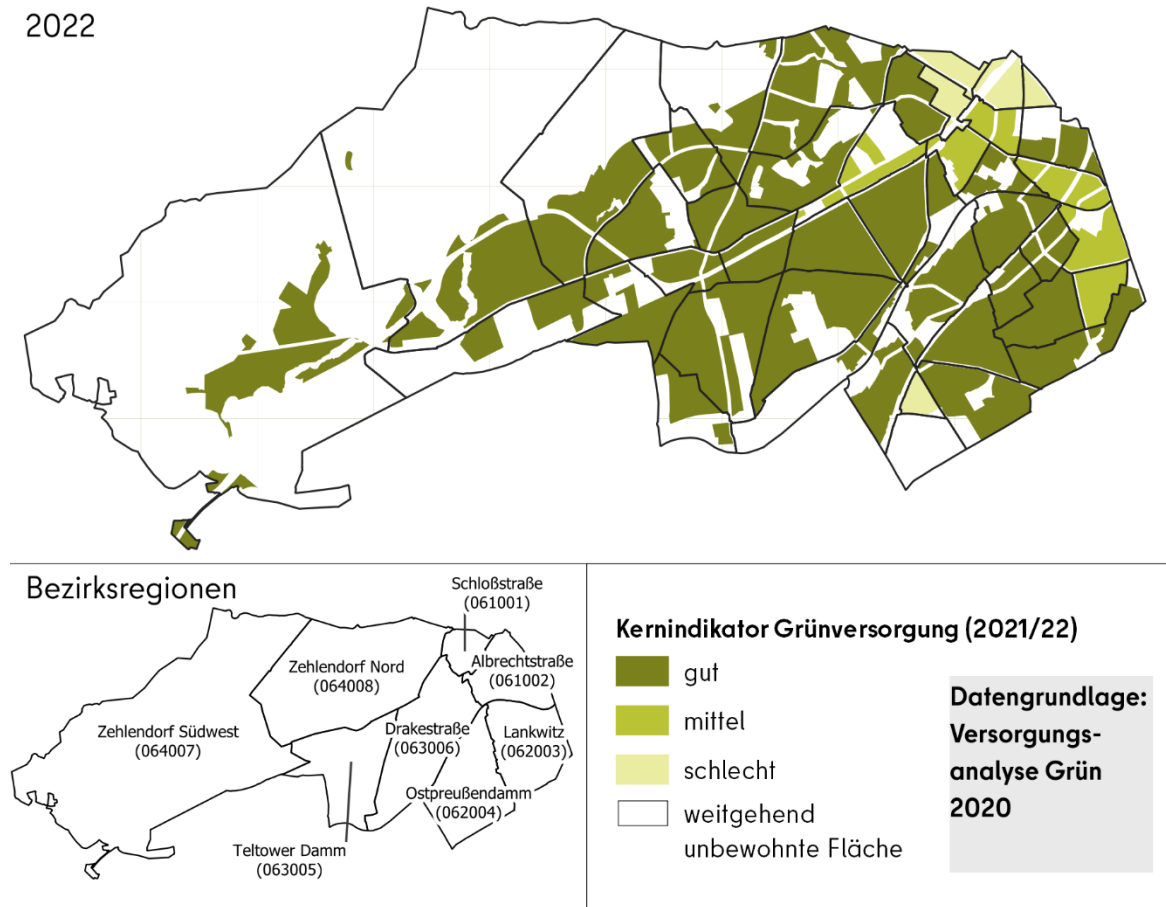 2022
Bezirksregionen
Schloßstraße
(061001)
Zehlendorf Nord
(064008)
Albrechtstraße
(061002)
Zehlendorf Südwest
(064007)
Drakestraße
(063006)
Lankwitz
(062003)
Ostpreußendamm
(062004)
Teltower Damm
(063005)
Kernindikator Grünversorgung (2021/22)
gut
mittel
schlecht
weitgehend
unbewohnte Fläche
Datengrundlage:
Versorgungs-
analyse Grün
2020